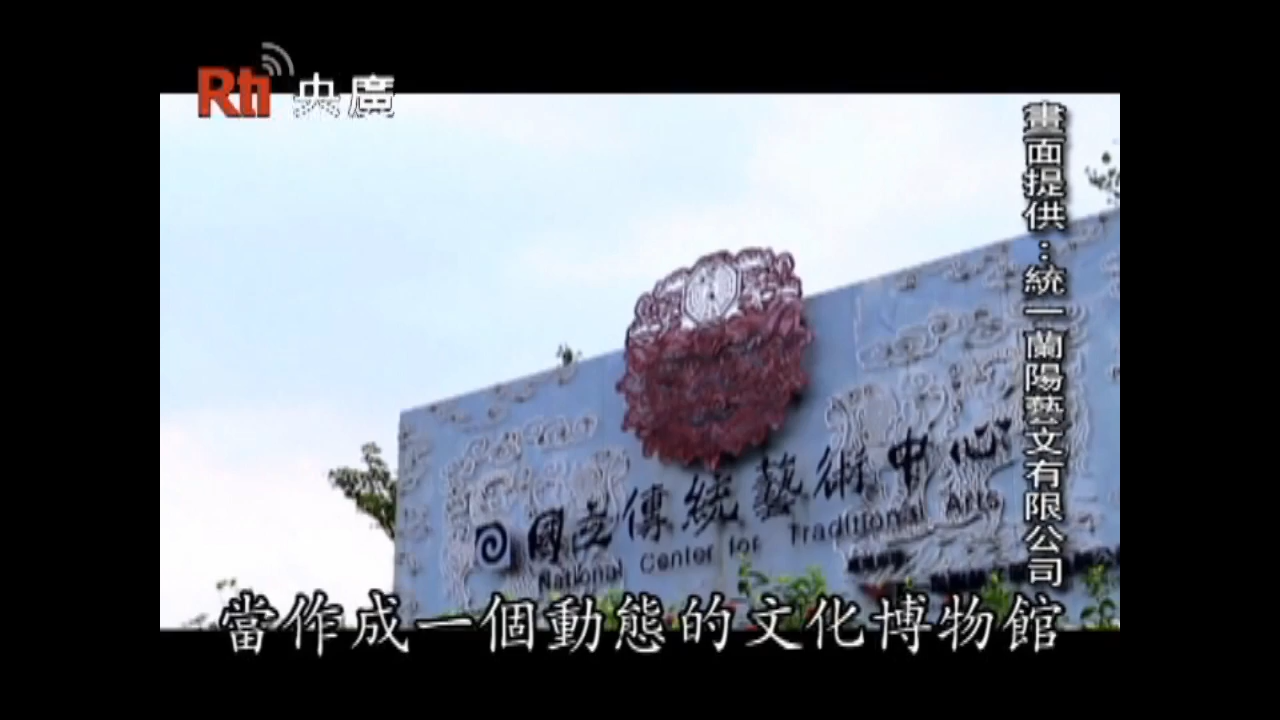 Rti 央廣
畫面提供：統一蘭陽藝文有限公司
國立傳統藝術中心
National Center for Traditional Arts
當作成一個動態的文化博物館